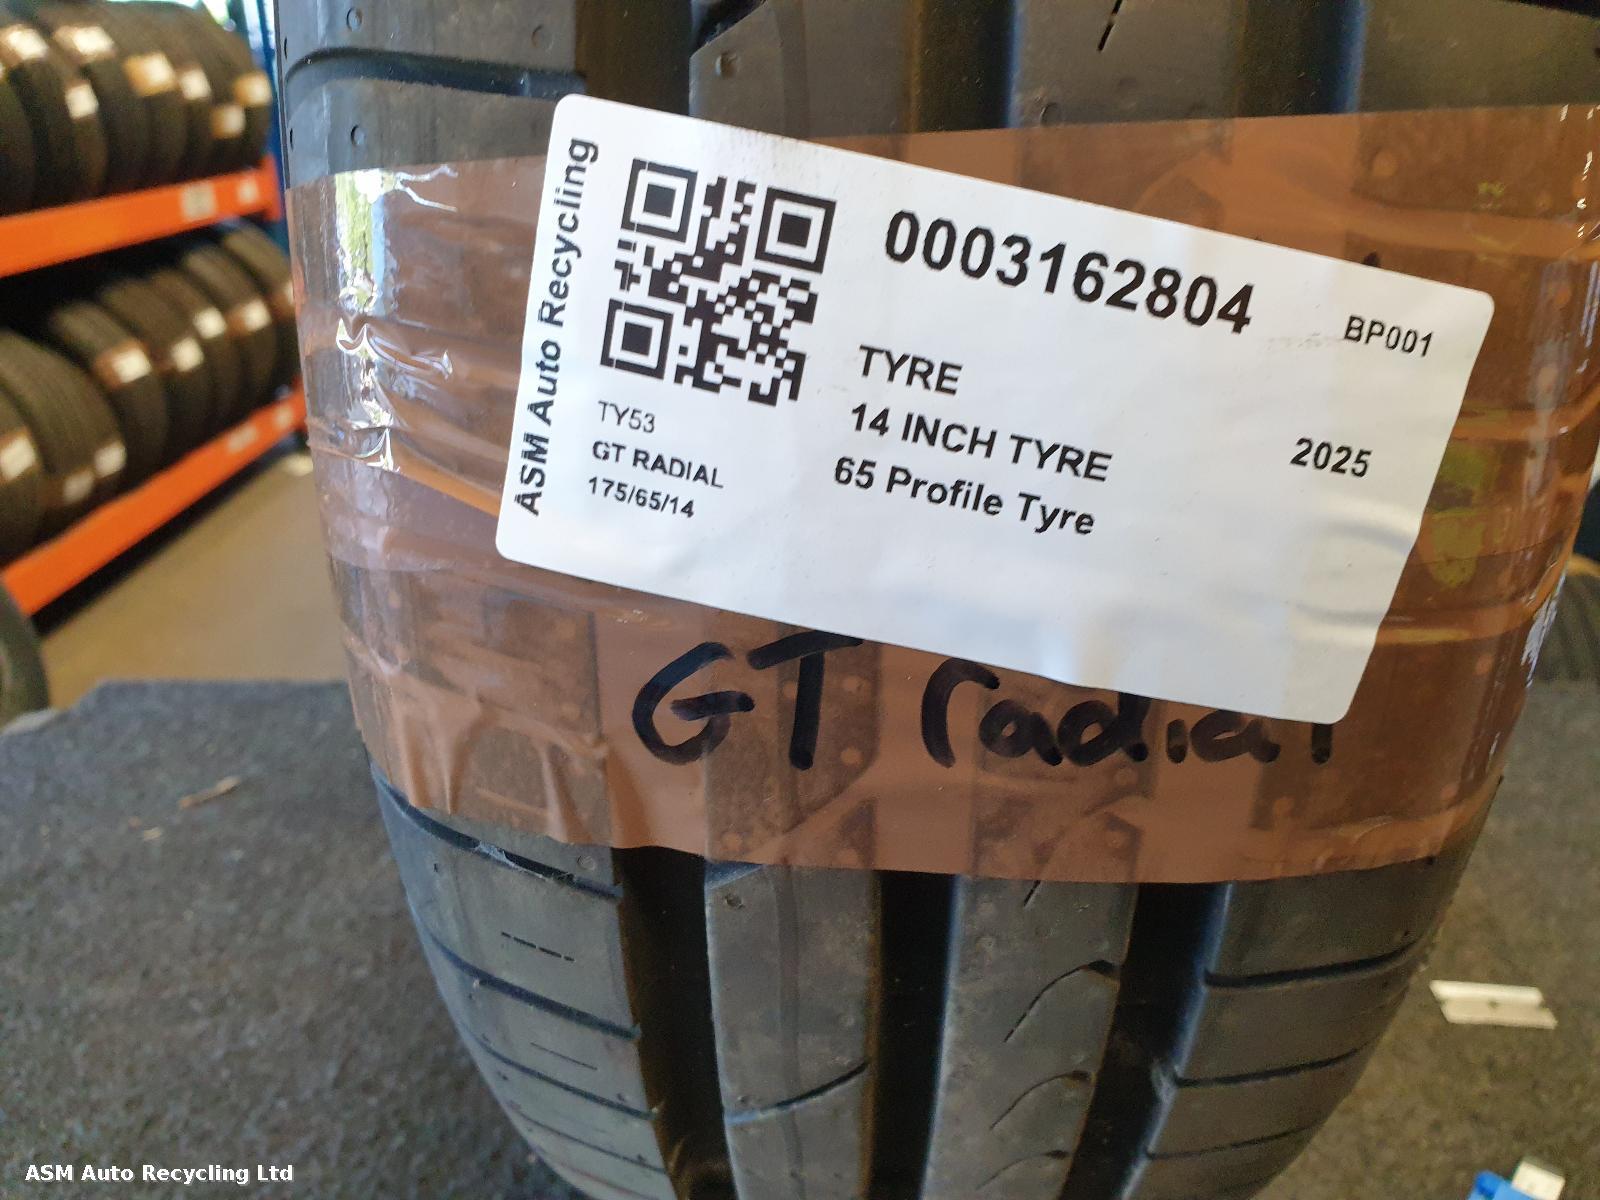 ASM Auto Recycling
0003162804
BP001
TYRE
14 INCH TYRE
2025
65 Profile Tyre
TY53
GT RADIAL
175/65/14
GT radial
ASM Auto Recycling Ltd